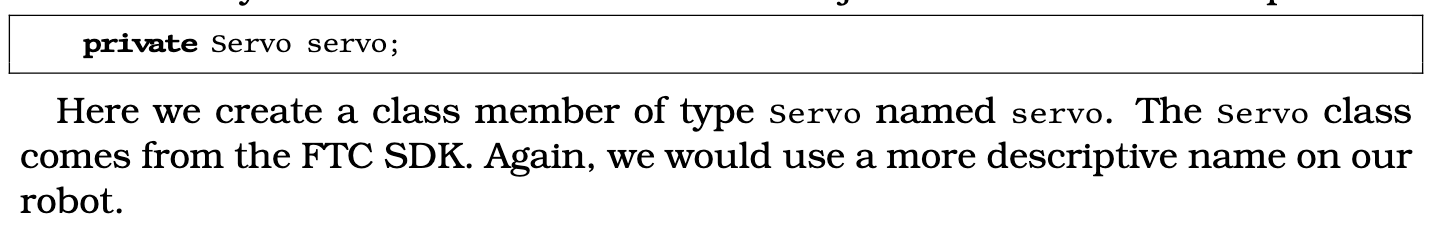 private Servo servo;
Here we create a class member of type Servo named servo. The Servo class
comes from the FTC SDK. Again, we would use a more descriptive name on our
robot.